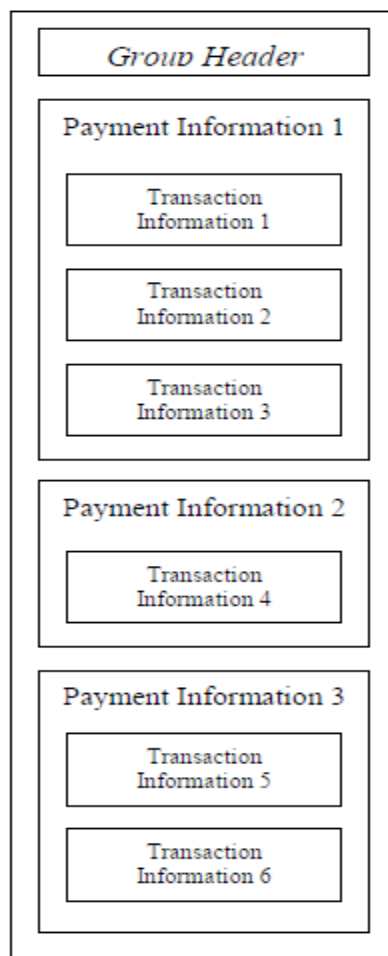 Group Header
Payment Information 1
Transaction
Information 1
Transaction
Information 2
Transaction
Information 3
Payment Information 2
Transaction
Information 4
Payment Information 3
Transaction
Information 5
Transaction
Information 6